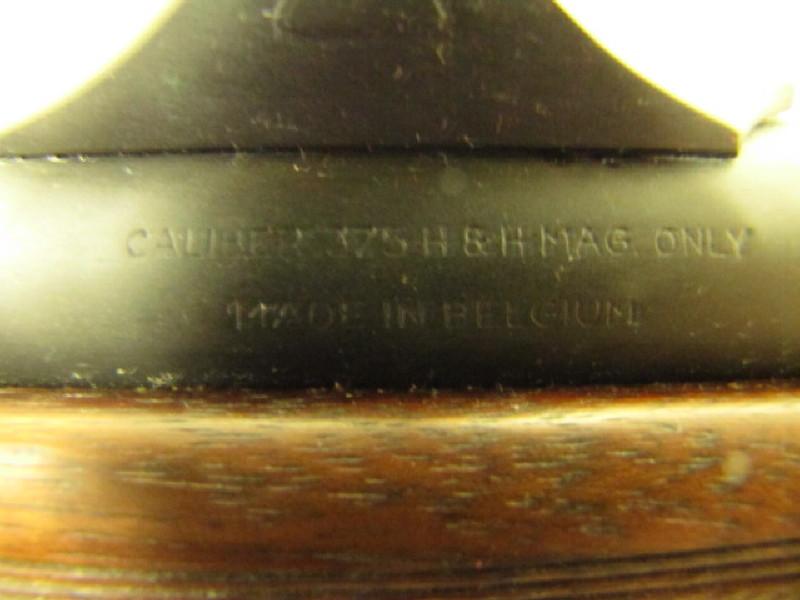 CALIBER 375 H & H MAG. ONLY
MADE IN BELGIUM